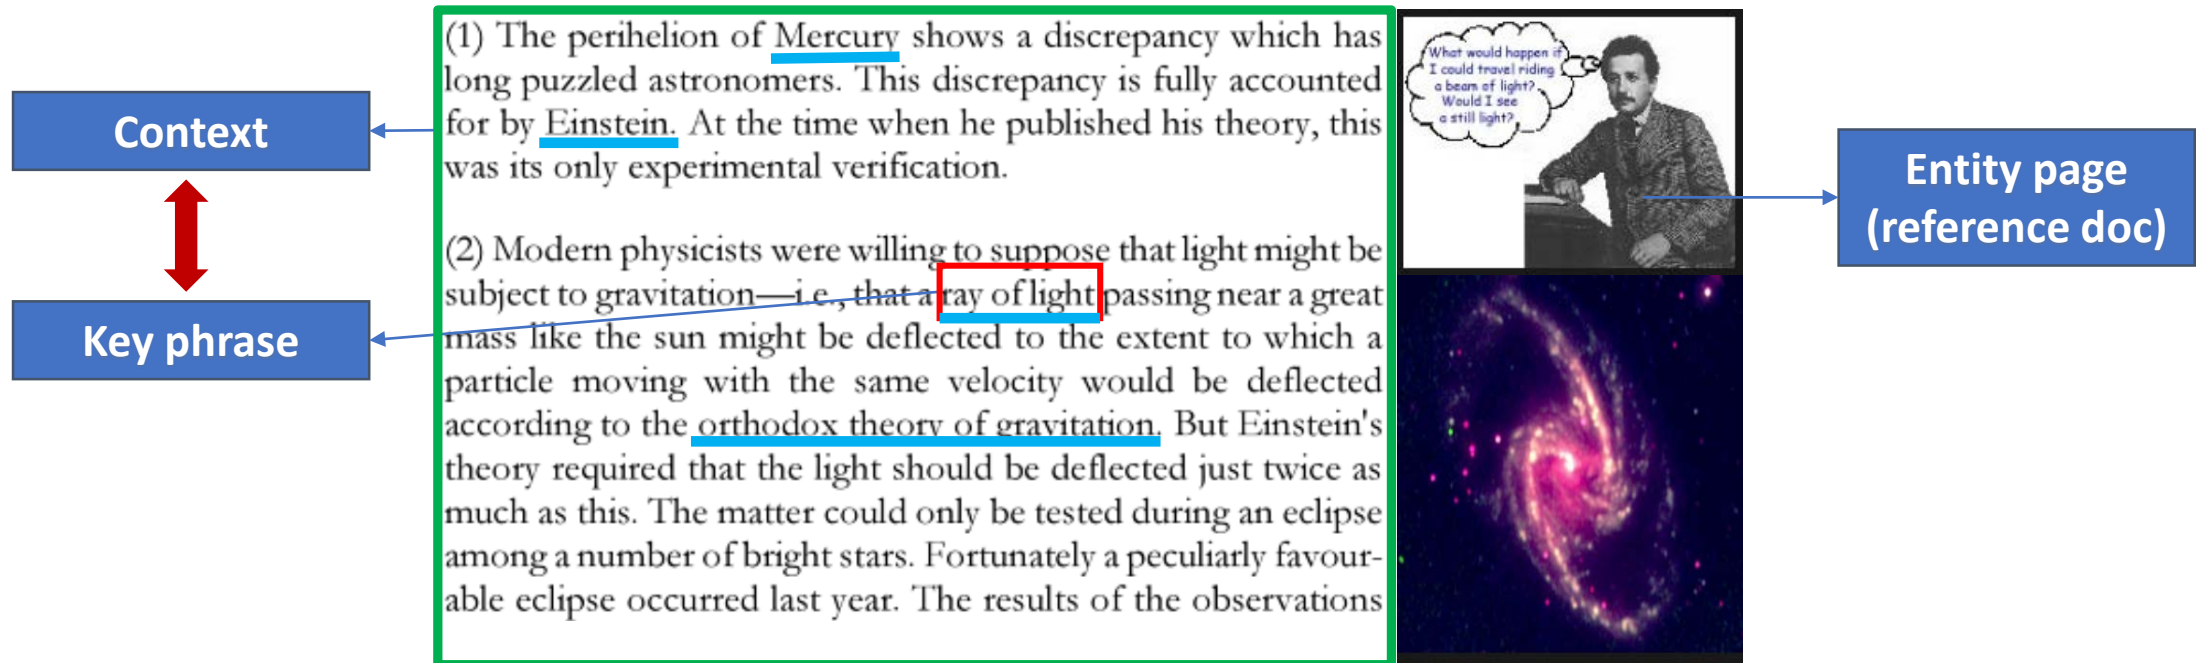 Context
Key phrase
(1) The perihelion of Mercury shows a discrepancy which has
long puzzled astronomers. This discrepancy is fully accounted
for by Einstein. At the time when he published his theory, this
was its only experimental verification.
(2) Modern physicists were willing to suppose that light might be
subject to gravitation—i.e., that a ray of light passing near a great
mass like the sun might be deflected to the extent to which a
particle moving with the same velocity would be deflected
according to the orthodox theory of gravitation. But Einstein's
theory required that the light should be deflected just twice as
much as this. The matter could only be tested during an eclipse
among a number of bright stars. Fortunately a peculiarly favour-
able eclipse occurred last year. The results of the observations
What would happen if
I could travel riding
a beam of light?
Would I see
a still light?
Entity page
(reference doc)